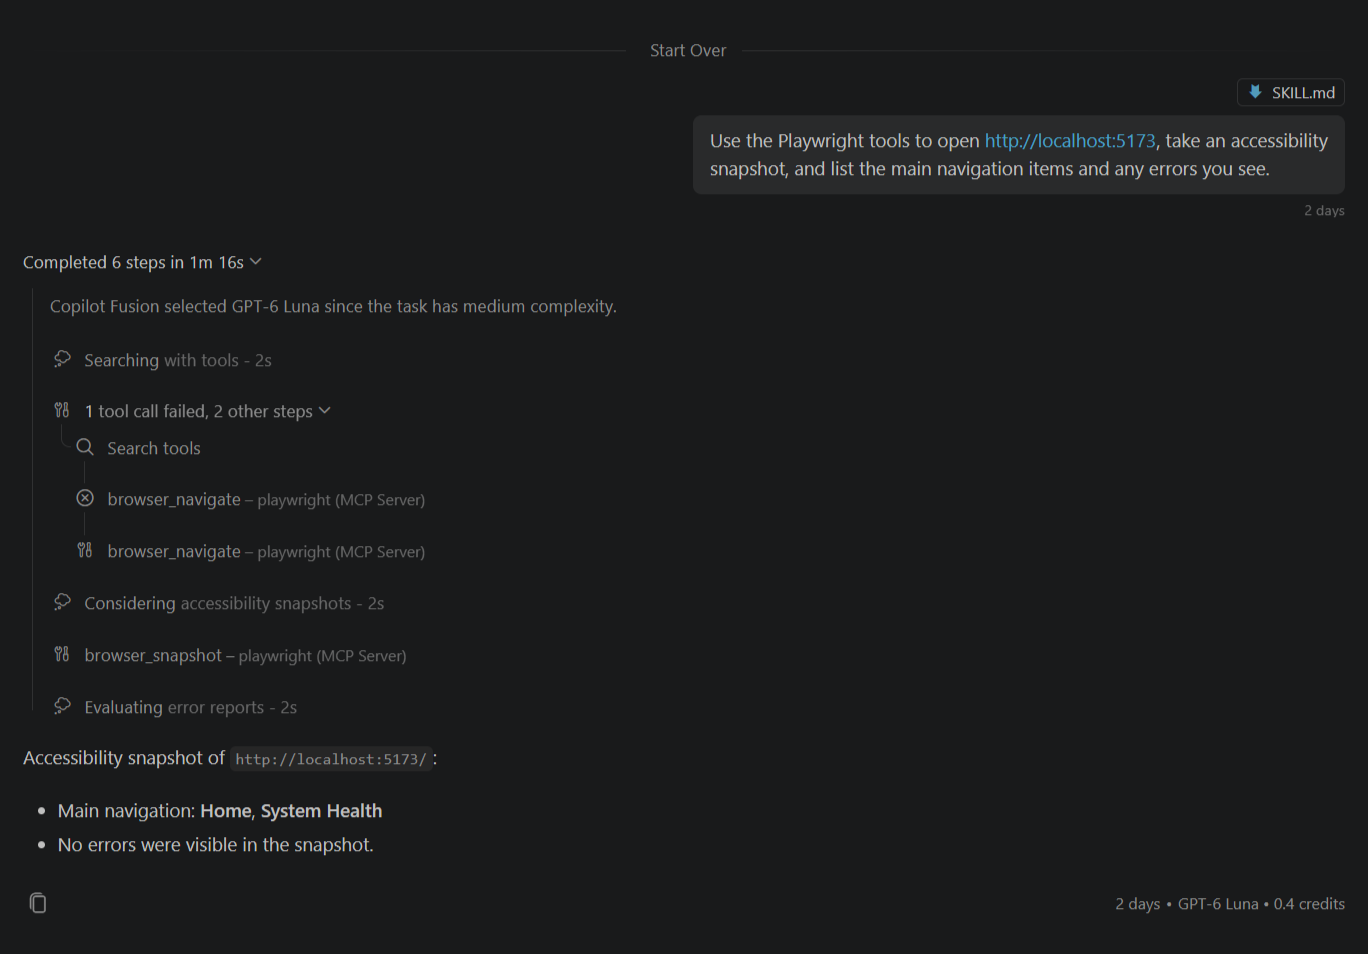 Start Over
SKILL.md
Use the Playwright tools to open http://localhost:5173, take an accessibility
snapshot, and list the main navigation items and any errors you see.
2 days
Completed 6 steps in 1m 16s
Copilot Fusion selected GPT-6 Luna since the task has medium complexity.
Searching with tools - 2s
1 tool call failed, 2 other steps
Search tools
browser_navigate – playwright (MCP Server)
browser_navigate – playwright (MCP Server)
Considering accessibility snapshots - 2s
browser_snapshot – playwright (MCP Server)
Evaluating error reports - 2s
Accessibility snapshot of http://localhost:5173/:
• Main navigation: Home, System Health
• No errors were visible in the snapshot.
2 days • GPT-6 Luna • 0.4 credits